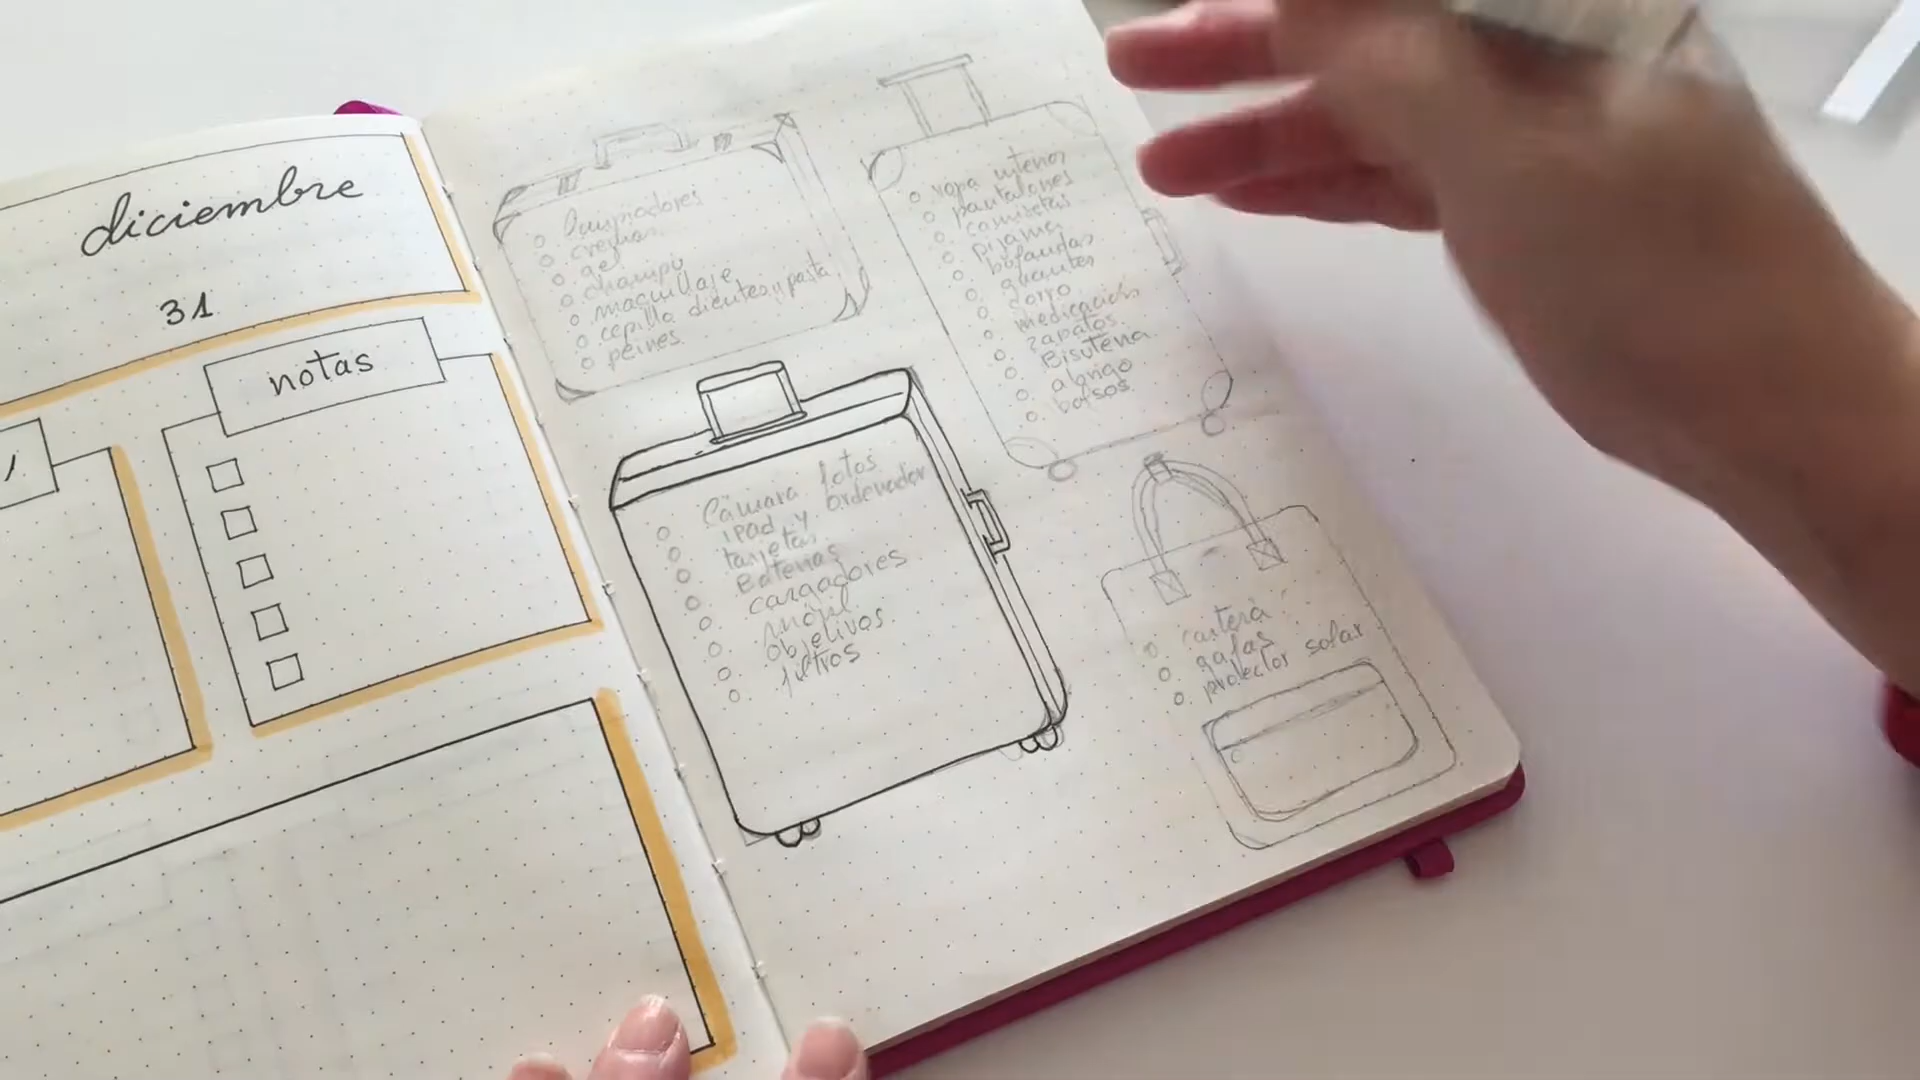 diciembre
31
notas
limpiadores
cremas
gel
champú
maquillaje
cepillo dientes y pasta
peines
ropa interior
pantalones
camisetas
pijama
bufandas
guantes
gorro
medicación
zapatos
Bisutería
abrigo
bolsos
Cámara fotos
ipad y ordenador
tarjetas
Baterias
cargadores
móvil
objetivos
filtros
cartera
gafas
protector solar